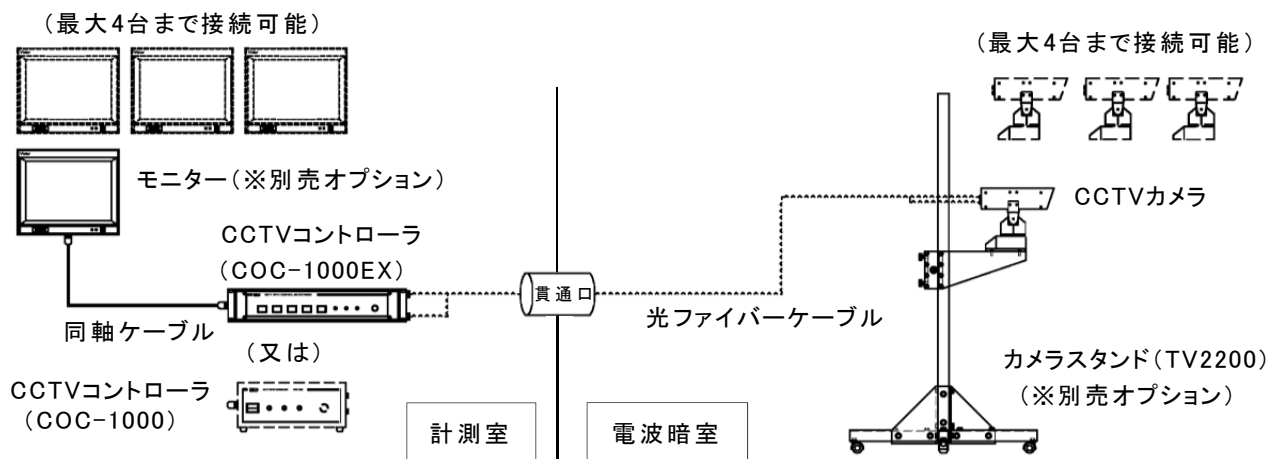 (最大4台まで接続可能)
(最大4台まで接続可能)
モニター(※別売オプション)
CCTVカメラ
CCTVコントローラ
(COC-1000EX)
貫通口
同軸ケーブル
光ファイバーケーブル
(又は)
カメラスタンド(TV2200)
(※別売オプション)
CCTVコントローラ
(COC-1000)
計測室
電波暗室